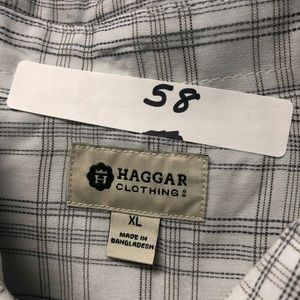 58
H
HAGGAR
CLOTHING CO
XL
MADE IN
BANGLADESH